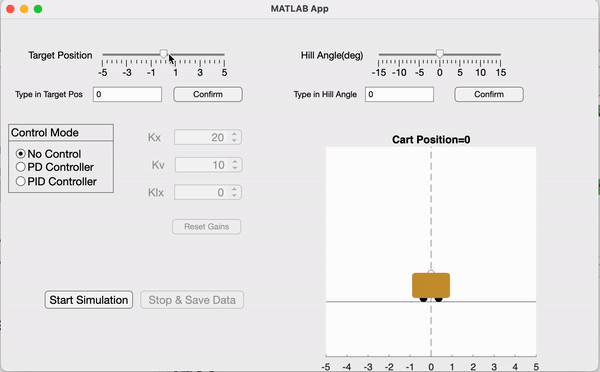 MATLAB App
Target Position
-5 -3 -1 1 3 5
Hill Angle(deg)
-15 -10 -5 0 5 10 15
Type in Target Pos 0 Confirm
Type in Hill Angle 0 Confirm
Control Mode
No Control
PD Controller
PID Controller
Kx 20
Kv 10
KIx 0
Reset Gains
Start Simulation Stop & Save Data
Cart Position=0
-5 -4 -3 -2 -1 0 1 2 3 4 5